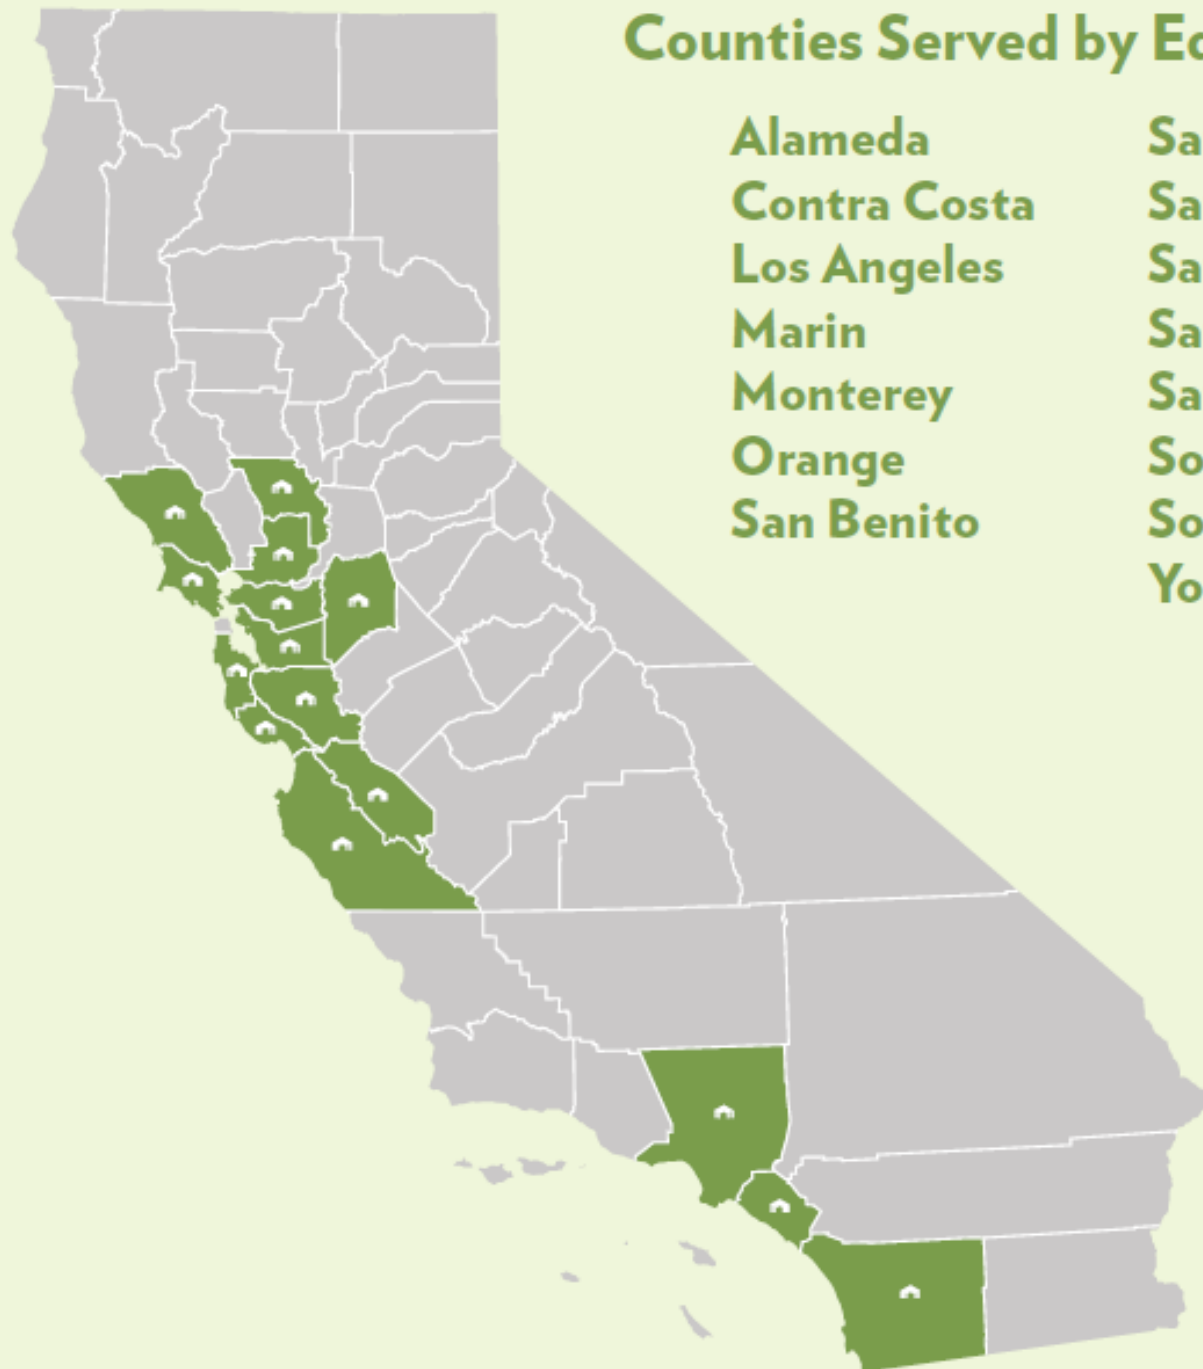 Counties Served by Ed
Alameda
Contra Costa
Los Angeles
Marin
Monterey
Orange
San Benito
Sa
Sa
Sa
Sa
Sa
So
So
Yo